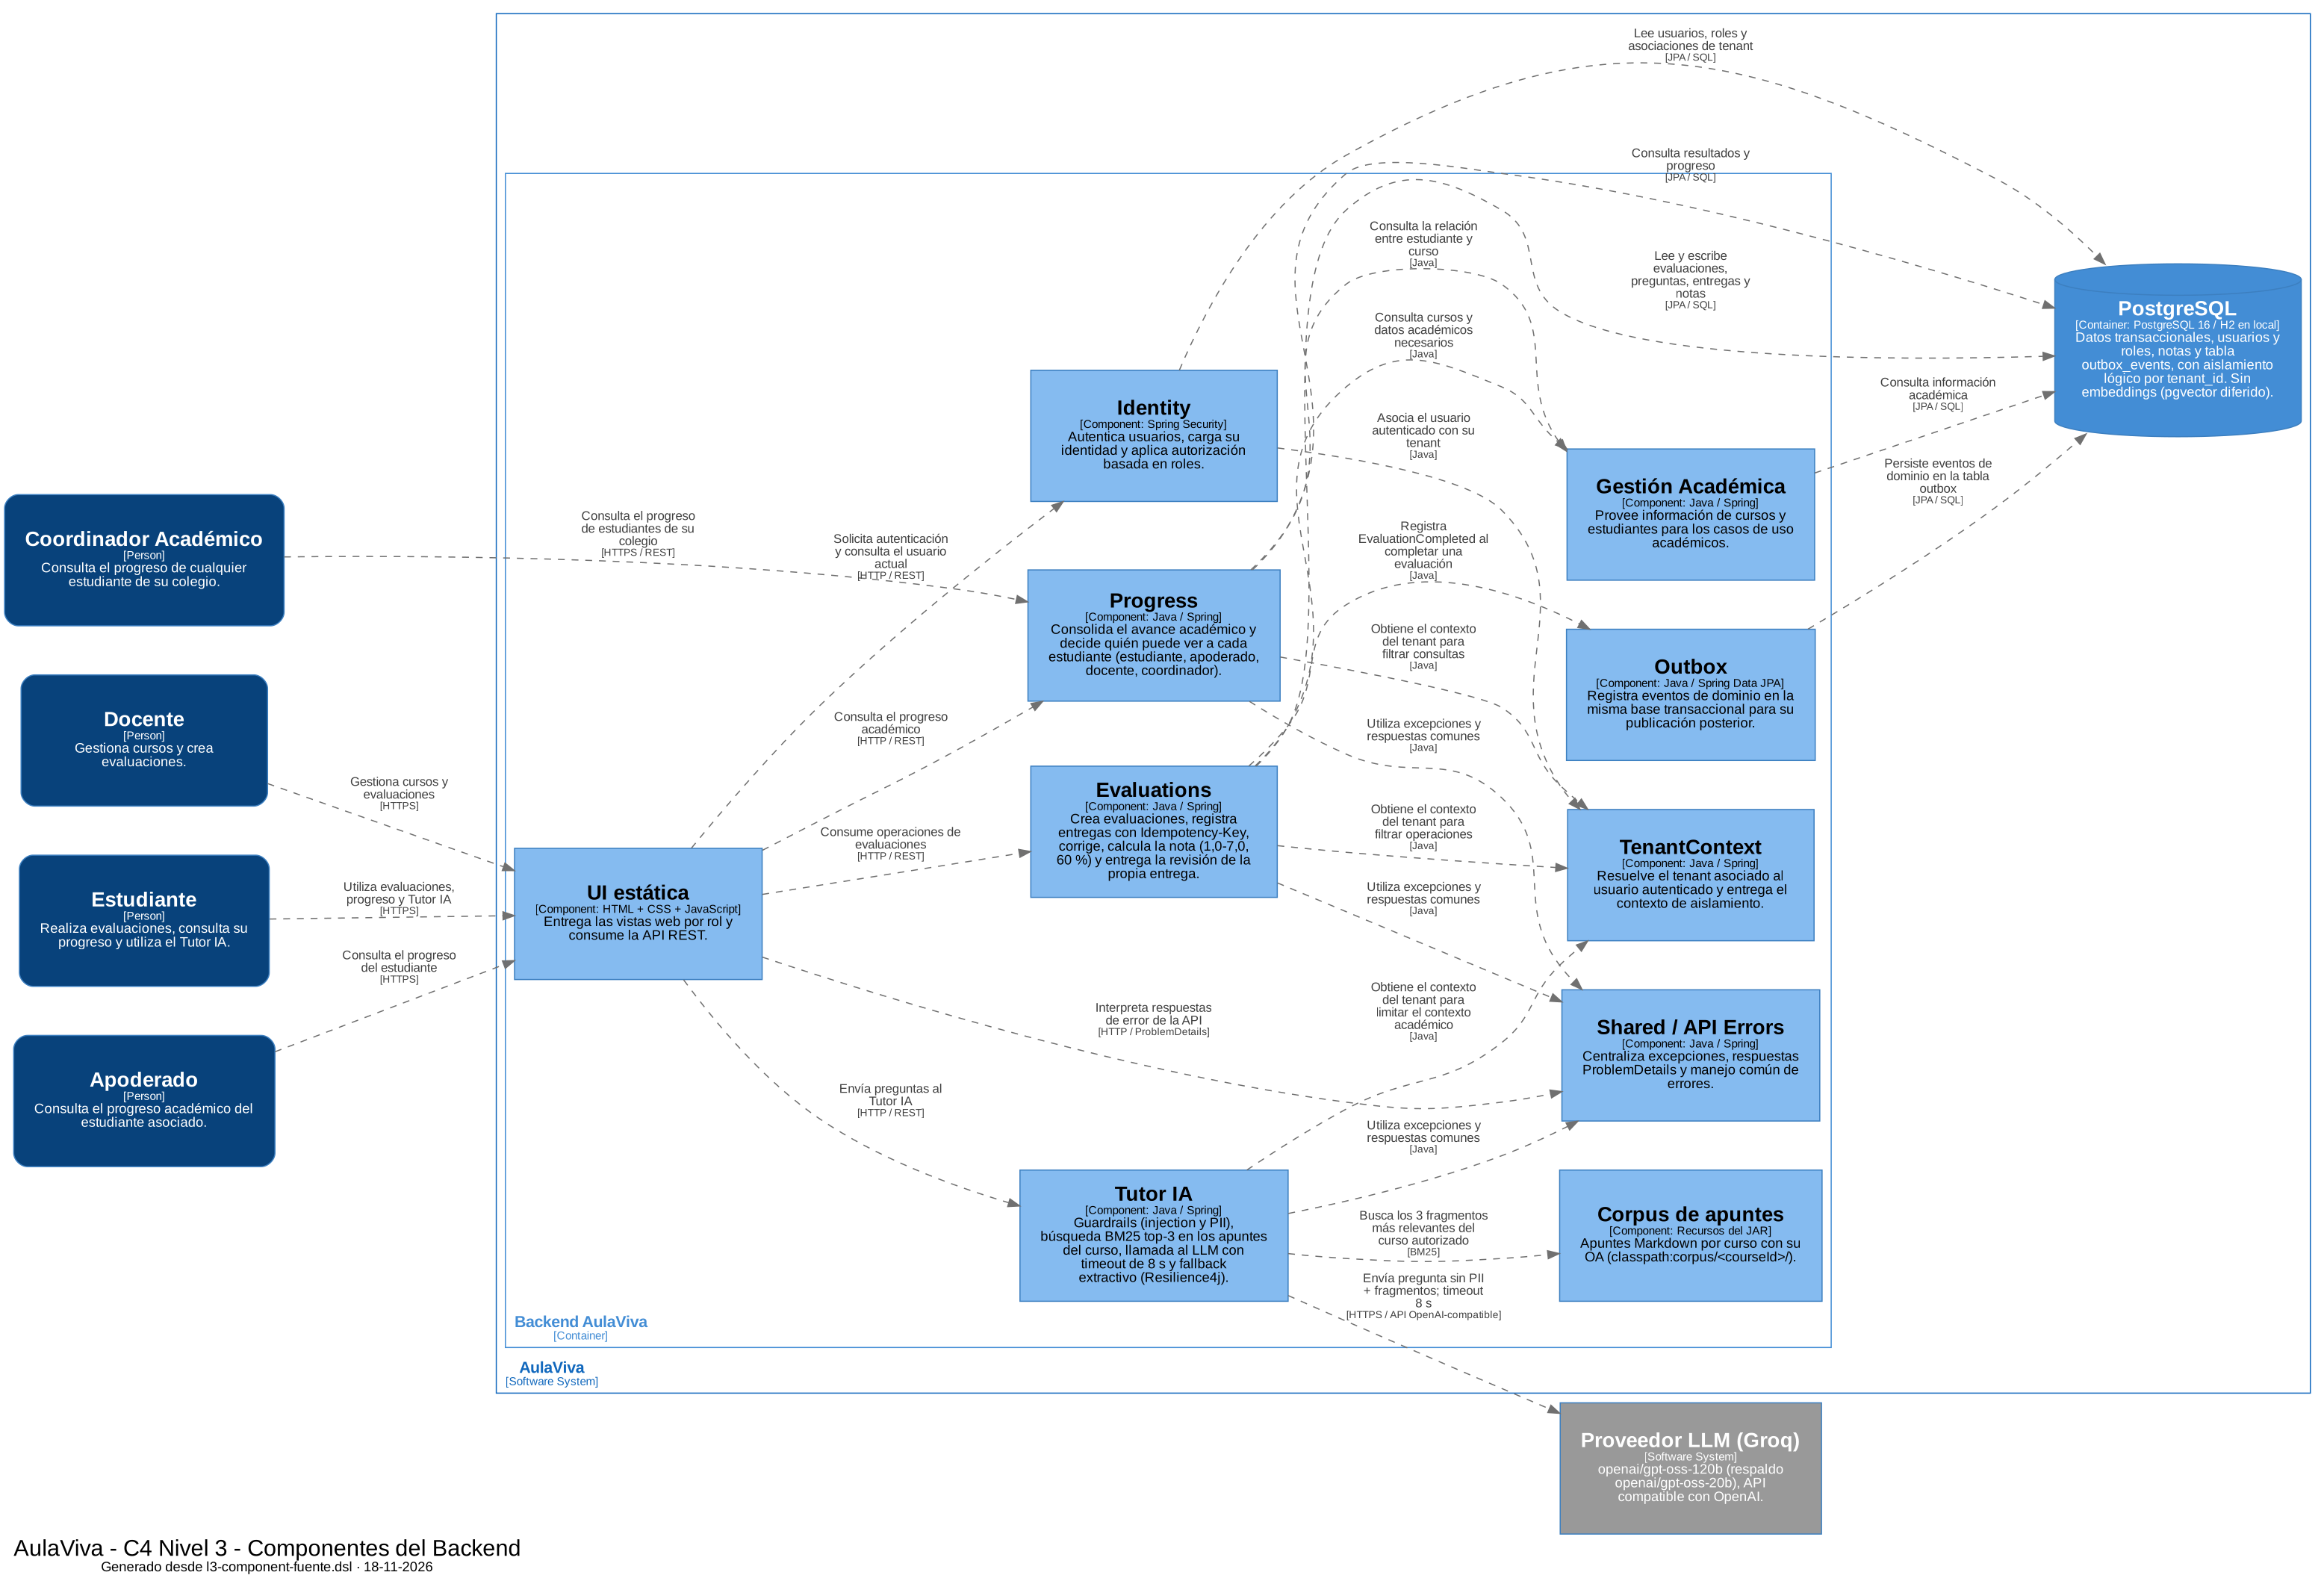 Lee usuarios, roles y
asociaciones de tenant
[JPA / SQL]
Consulta resultados y
progreso
[JPA / SQL]
Consulta la relación
entre estudiante y
curso
[Java]
Lee y escribe
evaluaciones,
preguntas, entregas y
notas
[JPA / SQL]
PostgreSQL
[Container: PostgreSQL 16 / H2 en local]
Datos transaccionales, usuarios y
roles, notas y tabla
outbox_events, con aislamiento
lógico por tenant_id. Sin
embeddings (pgvector diferido).
Consulta cursos y
datos académicos
necesarios
[Java]
Identity
[Component: Spring Security]
Autentica usuarios, carga su
identidad y aplica autorización
basada en roles.
Asocia el usuario
autenticado con su
tenant
[Java]
Consulta información
académica
[JPA / SQL]
Persiste eventos de
dominio en la tabla
outbox
[JPA / SQL]
Gestión Académica
[Component: Java / Spring]
Provee información de cursos y
estudiantes para los casos de uso
académicos.
Coordinador Académico
[Person]
Consulta el progreso de cualquier
estudiante de su colegio.
Consulta el progreso
de estudiantes de su
colegio
[HTTPS / REST]
Solicita autenticación
y consulta el usuario
actual
[HTTP / REST]
Registra
EvaluationCompleted al
completar una
evaluación
[Java]
Progress
[Component: Java / Spring]
Consolida el avance académico y
decide quién puede ver a cada
estudiante (estudiante, apoderado,
docente, coordinador).
Obtiene el contexto
del tenant para
filtrar consultas
[Java]
Outbox
[Component: Java / Spring Data JPA]
Registra eventos de dominio en la
misma base transaccional para su
publicación posterior.
Docente
[Person]
Gestiona cursos y crea
evaluaciones.
Gestiona cursos y
evaluaciones
[HTTPS]
Consulta el progreso
académico
[HTTP / REST]
Utiliza excepciones y
respuestas comunes
[Java]
Evaluations
[Component: Java / Spring]
Crea evaluaciones, registra
entregas con Idempotency-Key,
corrige, calcula la nota (1,0-7,0,
60 %) y entrega la revisión de la
propia entrega.
Consume operaciones de
evaluaciones
[HTTP / REST]
Obtiene el contexto
del tenant para
filtrar operaciones
[Java]
TenantContext
[Component: Java / Spring]
Resuelve el tenant asociado al
usuario autenticado y entrega el
contexto de aislamiento.
Estudiante
[Person]
Realiza evaluaciones, consulta su
progreso y utiliza el Tutor IA.
Utiliza evaluaciones,
progreso y Tutor IA
[HTTPS]
UI estática
[Component: HTML + CSS + JavaScript]
Entrega las vistas web por rol y
consume la API REST.
Utiliza excepciones y
respuestas comunes
[Java]
Consulta el progreso
del estudiante
[HTTPS]
Apoderado
[Person]
Consulta el progreso académico del
estudiante asociado.
Interpreta respuestas
de error de la API
[HTTP / ProblemDetails]
Obtiene el contexto
del tenant para
limitar el contexto
académico
[Java]
Shared / API Errors
[Component: Java / Spring]
Centraliza excepciones, respuestas
ProblemDetails y manejo común de
errores.
Envía preguntas al
Tutor IA
[HTTP / REST]
Utiliza excepciones y
respuestas comunes
[Java]
Tutor IA
[Component: Java / Spring]
Guardrails (injection y PII),
búsqueda BM25 top-3 en los apuntes
del curso, llamada al LLM con
timeout de 8 s y fallback
extractivo (Resilience4j).
Busca los 3 fragmentos
más relevantes del
curso autorizado
[BM25]
Corpus de apuntes
[Component: Recursos del JAR]
Apuntes Markdown por curso con su
OA (classpath:corpus/<courseId>/).
Envía pregunta sin PII
+ fragmentos; timeout
8 s
[HTTPS / API OpenAI-compatible]
Backend AulaViva
[Container]
AulaViva
[Software System]
Proveedor LLM (Groq)
[Software System]
openai/gpt-oss-120b (respaldo
openai/gpt-oss-20b), API
compatible con OpenAI.
AulaViva - C4 Nivel 3 - Componentes del Backend
Generado desde l3-component-fuente.dsl · 18-11-2026